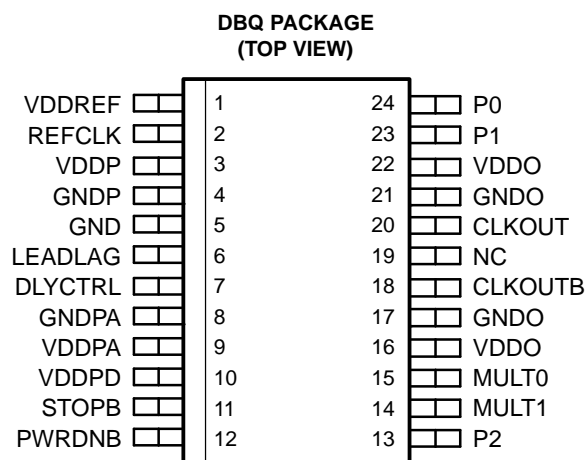 DBQ PACKAGE
(TOP VIEW)
VDDREF 1 24 P0
REFCLK 2 23 P1
VDDP 3 22 VDDO
GNDP 4 21 GNDO
GND 5 20 CLKOUT
LEADLAG 6 19 NC
DLYCTRL 7 18 CLKOUTB
GNDPA 8 17 GNDO
VDDPA 9 16 VDDO
VDDPD 10 15 MULT0
STOPB 11 14 MULT1
PWRDNB 12 13 P2